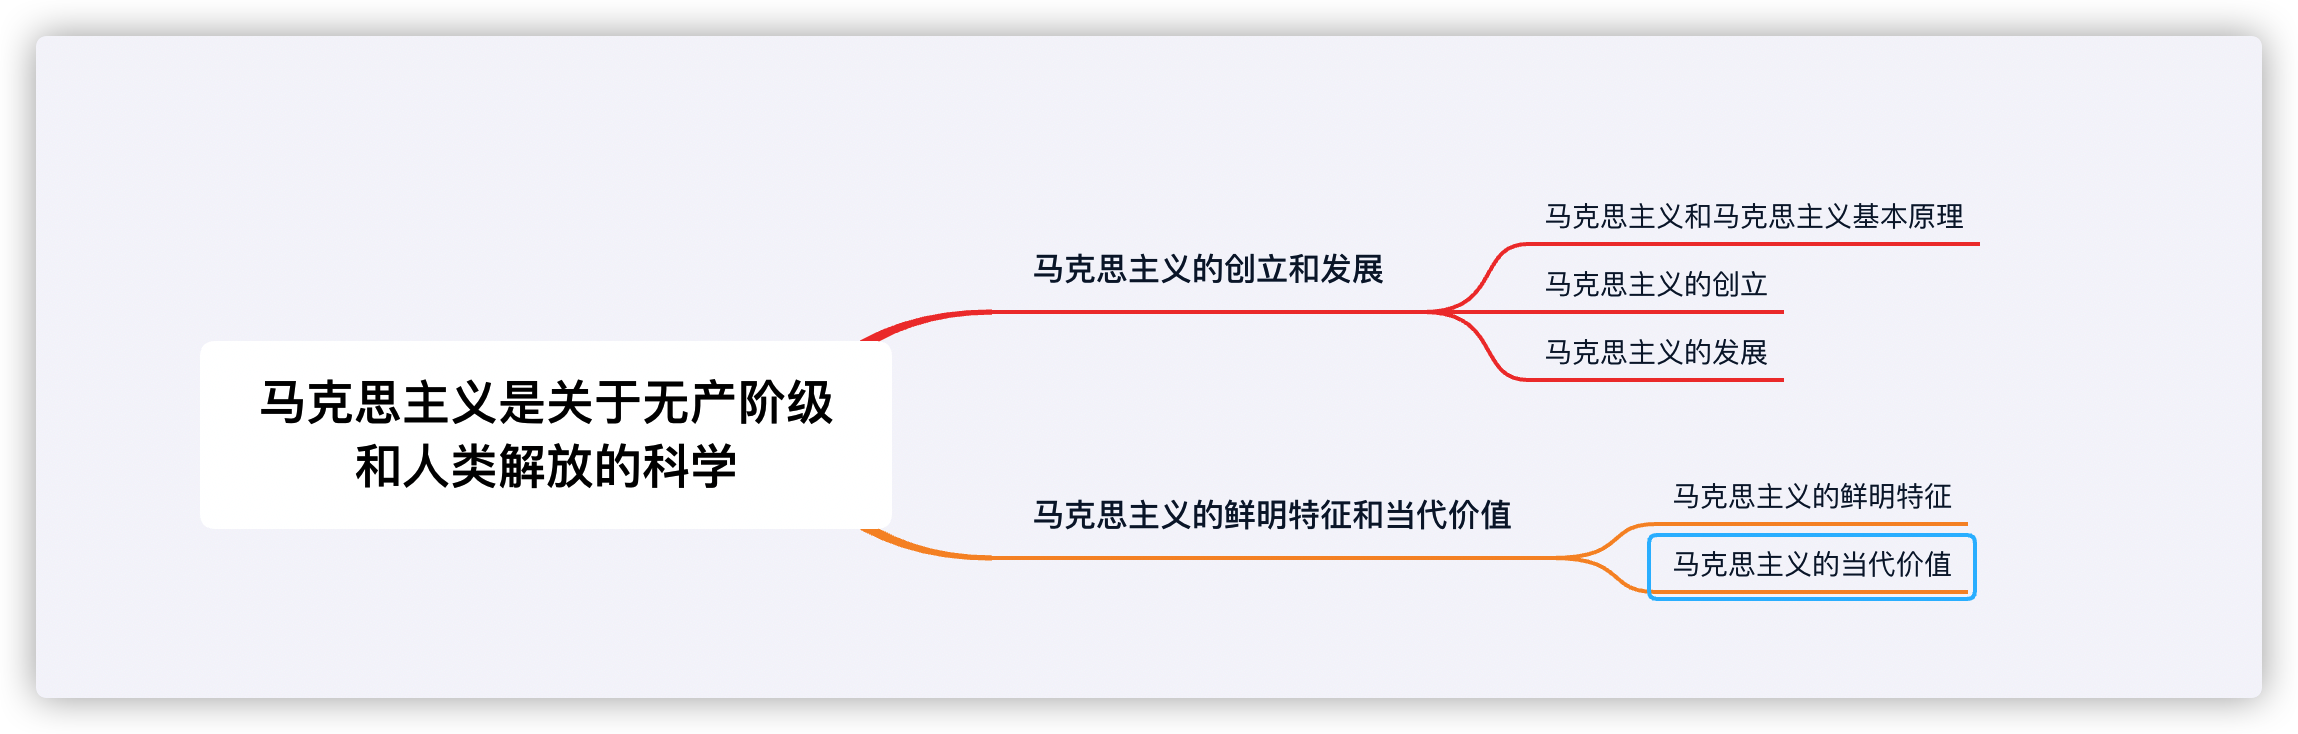 马克思主义是关于无产阶级
和人类解放的科学
马克思主义的创立和发展
马克思主义和马克思主义基本原理
马克思主义的创立
马克思主义的发展
马克思主义的鲜明特征和当代价值
马克思主义的鲜明特征
马克思主义的当代价值